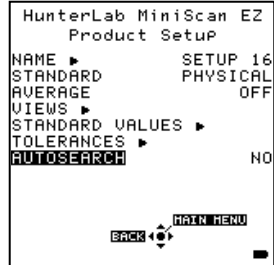 HunterLab MiniScan EZ
Product Setup
NAME ▶ SETUP 16
STANDARD PHYSICAL
AVERAGE OFF
VIEWS ▶
STANDARD VALUES ▶
TOLERANCES ▶
AUTOSEARCH NO
MAIN MENU
BACK